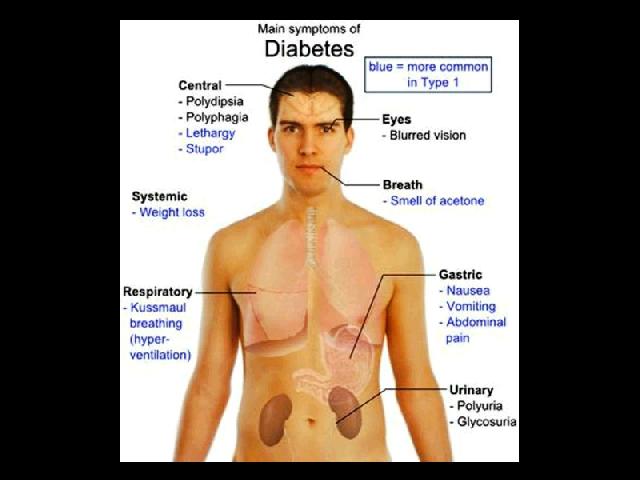 Main symptoms of
Diabetes
blue = more common
in Type 1
Central
- Polydipsia
- Polyphagia
- Lethargy
- Stupor
Eyes
- Blurred vision
Breath
- Smell of acetone
Systemic
- Weight loss
Gastric
- Nausea
- Vomiting
- Abdominal
pain
Respiratory
- Kussmaul
breathing
(hyper-
ventilation)
Urinary
- Polyuria
- Glycosuria